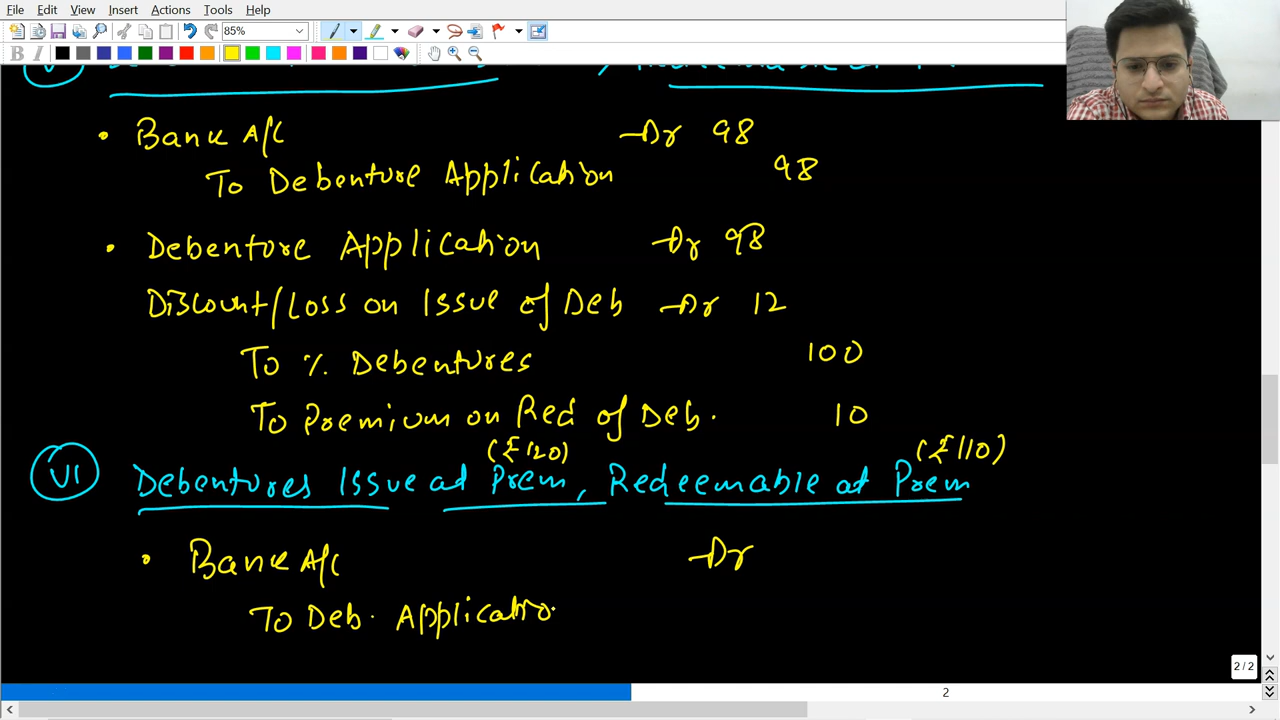 File Edit View Insert Actions Tools Help
85%
B I
V
• Bank A/C Dr 98
To Debenture Application 98
• Debenture Application Dr 98
Discount/Loss on Issue of Deb Dr 12
To % Debentures 100
To Premium on Red of Deb. 10
(₹120) (₹110)
VI Debentures Issue at Prem, Redeemable at Prem
• Bank A/C Dr
To Deb. Applicatio
2 / 2
2